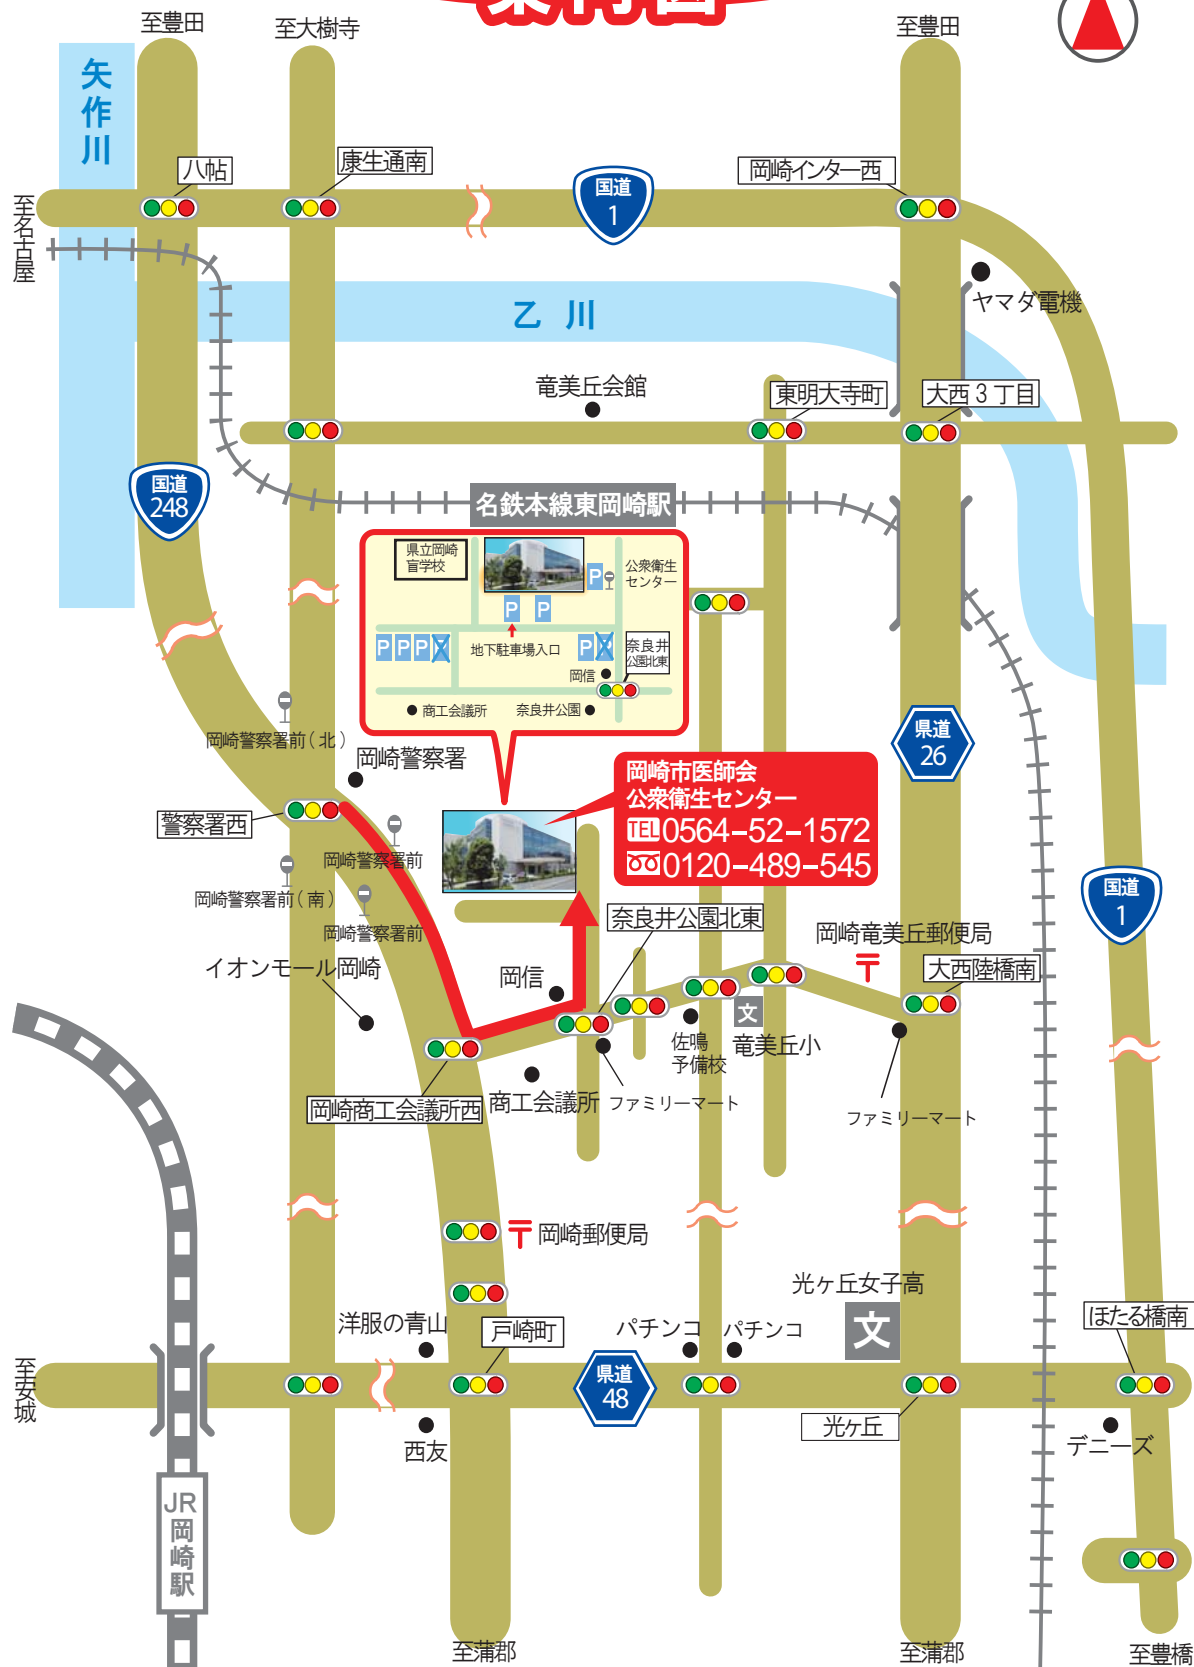 案内図
至豊田
至大樹寺
至豊田
矢作川
八帖
康生通南
岡崎インター西
国道
1
至名古屋
ヤマダ電機
乙 川
竜美丘会館
東明大寺町
大西3丁目
国道
248
名鉄本線東岡崎駅
県立岡崎
盲学校
P
公衆衛生
センター
P
P
P
P
P
P
地下駐車場入口
P
P
奈良井
公園北東
岡信
商工会議所
奈良井公園
岡崎警察署前(北)
岡崎警察署
県道
26
岡崎市医師会
公衆衛生センター
TEL0564-52-1572
0120-489-545
警察署西
岡崎警察署前
岡崎警察署前(南)
岡崎警察署前
国道
1
奈良井公園北東
岡崎竜美丘郵便局
〒
イオンモール岡崎
岡信
大西陸橋南
文
佐鳴
予備校
竜美丘小
岡崎商工会議所西
商工会議所
ファミリーマート
ファミリーマート
〒
岡崎郵便局
光ヶ丘女子高
文
洋服の青山
戸崎町
パチンコ
パチンコ
ほたる橋南
至安城
県道
48
西友
光ケ丘
デニーズ
JR
岡崎駅
至蒲郡
至蒲郡
至豊橋